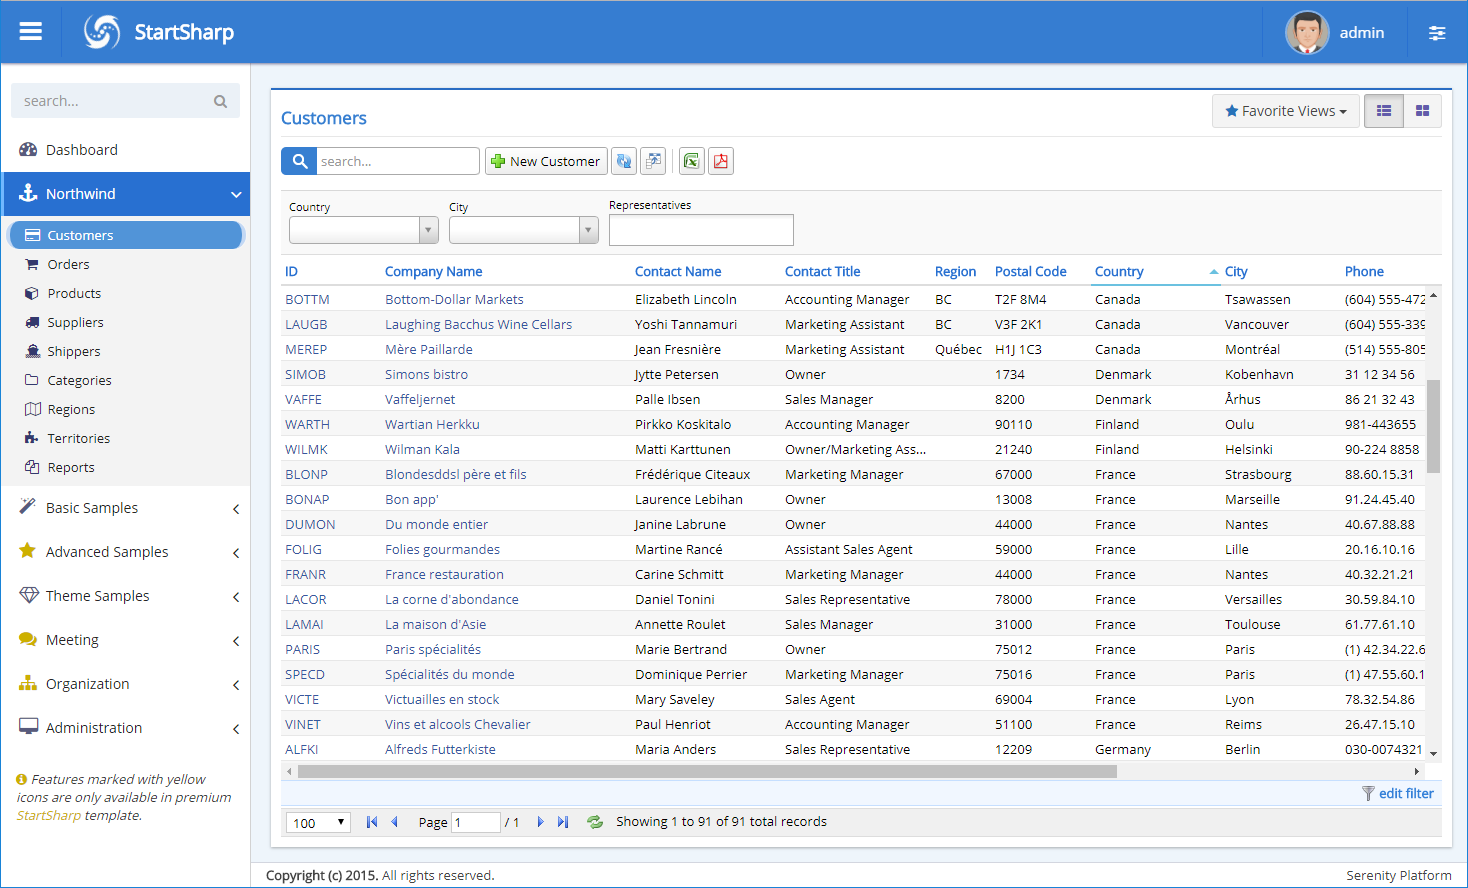 StartSharp
admin
search...
Dashboard
Northwind
Customers
Orders
Products
Suppliers
Shippers
Categories
Regions
Territories
Reports
Basic Samples
Advanced Samples
Theme Samples
Meeting
Organization
Administration
Features marked with yellow
icons are only available in premium
StartSharp template.
Customers
Favorite Views
search...
New Customer
Country City Representatives
ID Company Name Contact Name Contact Title Region Postal Code Country City Phone
BOTTM Bottom-Dollar Markets Elizabeth Lincoln Accounting Manager BC T2F 8M4 Canada Tsawassen (604) 555-472
LAUGB Laughing Bacchus Wine Cellars Yoshi Tannamuri Marketing Assistant BC V3F 2K1 Canada Vancouver (604) 555-339
MEREP Mère Paillarde Jean Fresnière Marketing Assistant Québec H1J 1C3 Canada Montréal (514) 555-805
SIMOB Simons bistro Jytte Petersen Owner 1734 Denmark Kobenhavn 31 12 34 56
VAFFE Vaffeljernet Palle Ibsen Sales Manager 8200 Denmark Århus 86 21 32 43
WARTH Wartian Herkku Pirkko Koskitalo Accounting Manager 90110 Finland Oulu 981-443655
WILMK Wilman Kala Matti Karttunen Owner/Marketing Ass... 21240 Finland Helsinki 90-224 8858
BLONP Blondesddsl père et fils Frédérique Citeaux Marketing Manager 67000 France Strasbourg 88.60.15.31
BONAP Bon app' Laurence Lebihan Owner 13008 France Marseille 91.24.45.40
DUMON Du monde entier Janine Labrune Owner 44000 France Nantes 40.67.88.88
FOLIG Folies gourmandes Martine Rancé Assistant Sales Agent 59000 France Lille 20.16.10.16
FRANR France restauration Carine Schmitt Marketing Manager 44000 France Nantes 40.32.21.21
LACOR La corne d'abondance Daniel Tonini Sales Representative 78000 France Versailles 30.59.84.10
LAMAI La maison d'Asie Annette Roulet Sales Manager 31000 France Toulouse 61.77.61.10
PARIS Paris spécialités Marie Bertrand Owner 75012 France Paris (1) 42.34.22.6
SPECD Spécialités du monde Dominique Perrier Marketing Manager 75016 France Paris (1) 47.55.60.1
VICTE Victuailles en stock Mary Saveley Sales Agent 69004 France Lyon 78.32.54.86
VINET Vins et alcools Chevalier Paul Henriot Accounting Manager 51100 France Reims 26.47.15.10
ALFKI Alfreds Futterkiste Maria Anders Sales Representative 12209 Germany Berlin 030-0074321
edit filter
100 Page 1 / 1 Showing 1 to 91 of 91 total records
Copyright (c) 2015. All rights reserved. Serenity Platform